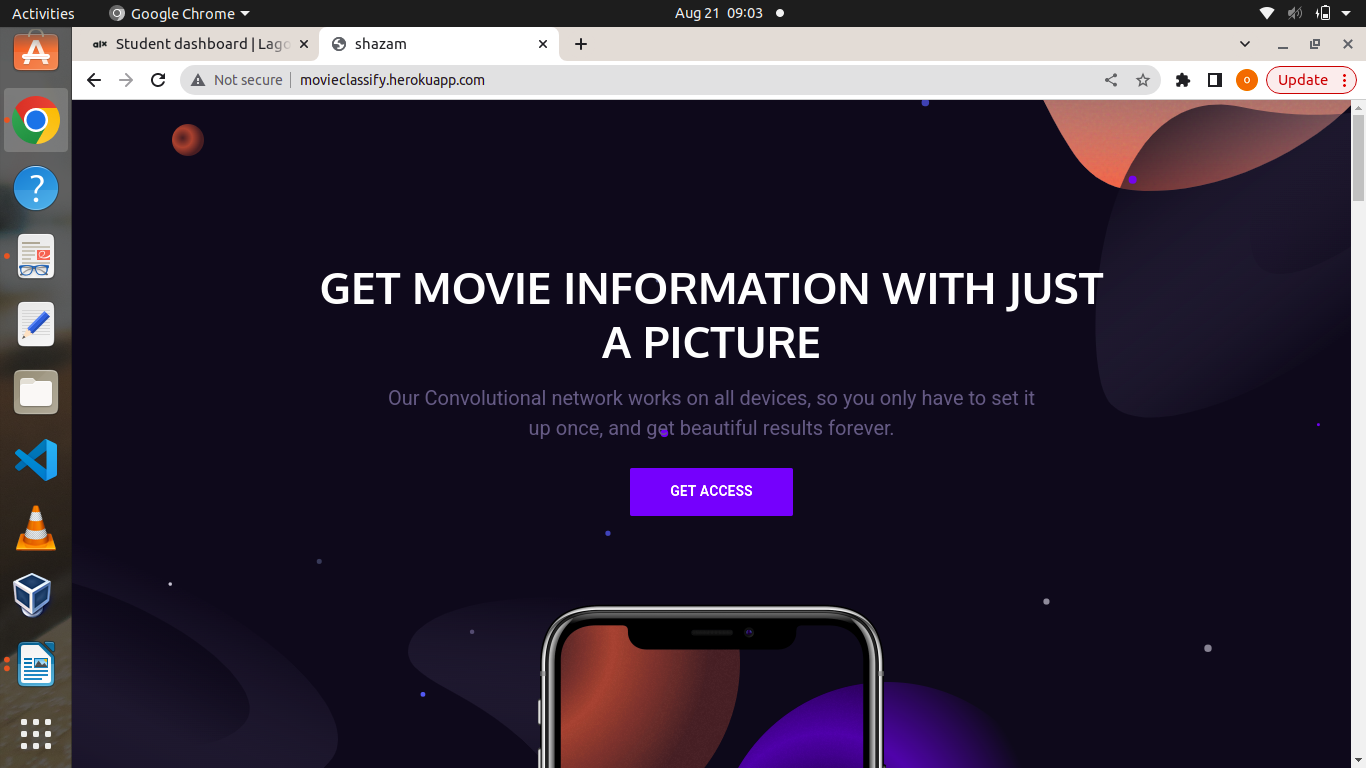 Activities
Google Chrome
Aug 21 09:03
alx Student dashboard | Lago
shazam
Not secure
movieclassify.herokuapp.com
o
Update
GET MOVIE INFORMATION WITH JUST
A PICTURE
Our Convolutional network works on all devices, so you only have to set it
up once, and get beautiful results forever.
GET ACCESS